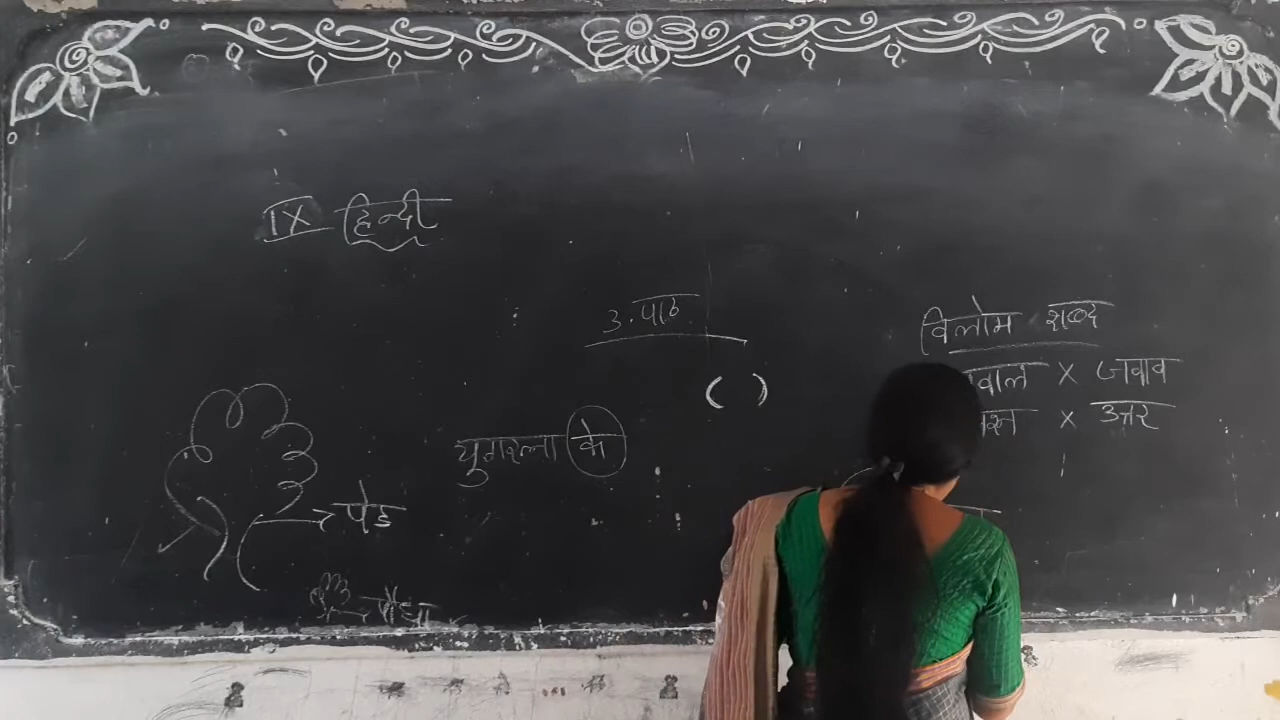 IX हिन्दी
3. पाठ
( )
विलोम शब्द
वाल X जवाब
श्न X उत्तर
के
पेड